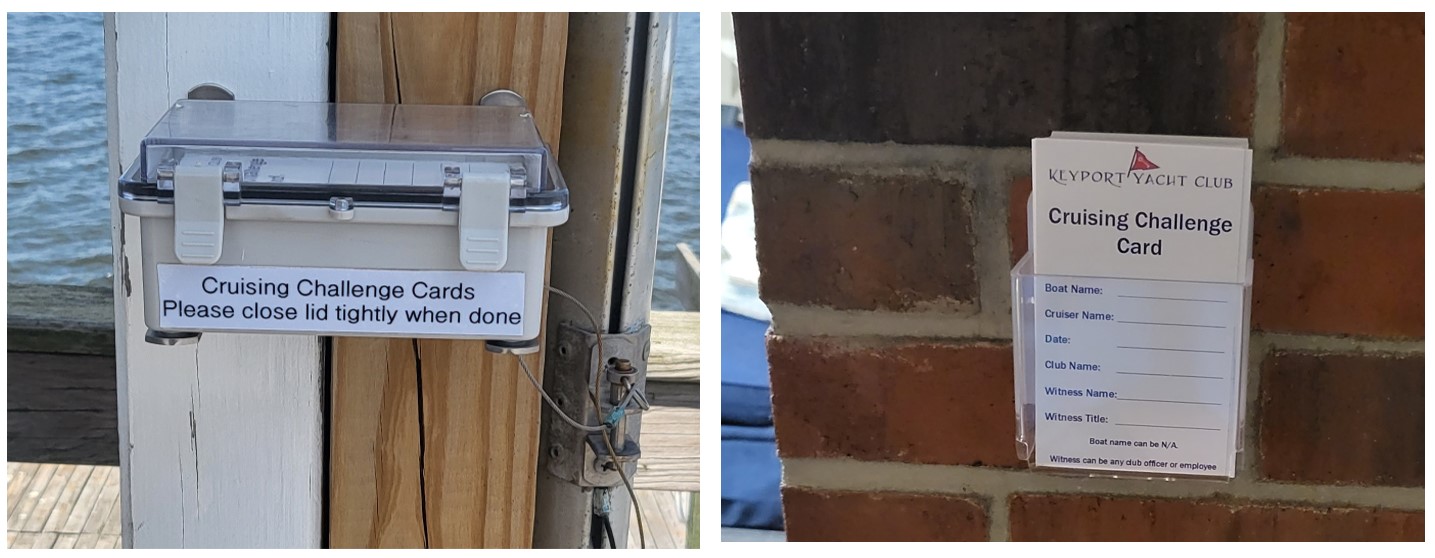 Cruising Challenge Cards
Please close lid tightly when done
KEYPORT YACHT CLUB
Cruising Challenge
Card
Boat Name:
Cruiser Name:
Date:
Club Name:
Witness Name:
Witness Title:
Boat name can be N/A.
Witness can be any club officer or employee